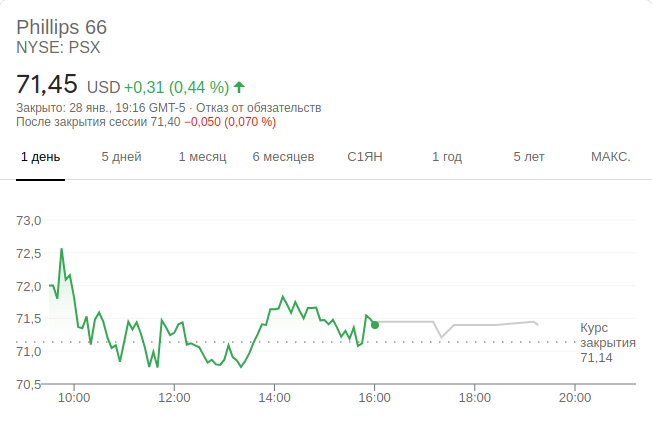 Phillips 66
NYSE: PSX
71,45 USD +0,31 (0,44 %)
Закрыто: 28 янв., 19:16 GMT-5 · Отказ от обязательств
После закрытия сессии 71,40 −0,050 (0,070 %)
1 день 5 дней 1 месяц 6 месяцев С1ЯН 1 год 5 лет МАКС.
73,0
72,5
72,0
71,5
71,0
70,5
Курс
закрытия
71,14
10:00 12:00 14:00 16:00 18:00 20:00